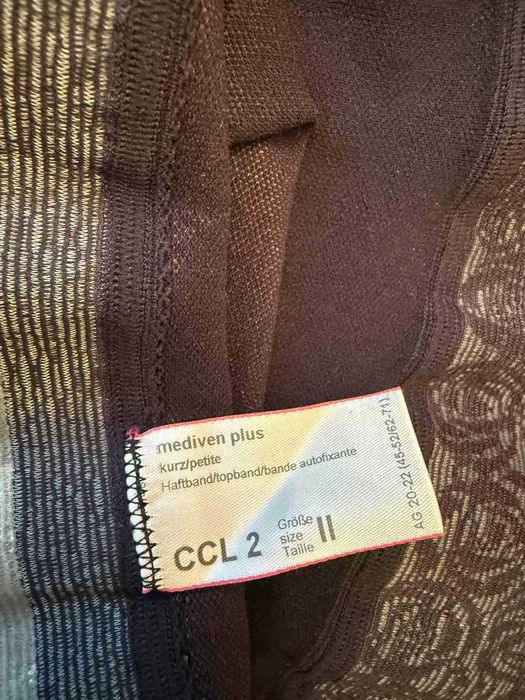 mediven plus
kurz/petite
Haftband/topband/bande autofixante
CCL 2
Größe
size
Taille
II
AG 20-22 (45-52/62-71)